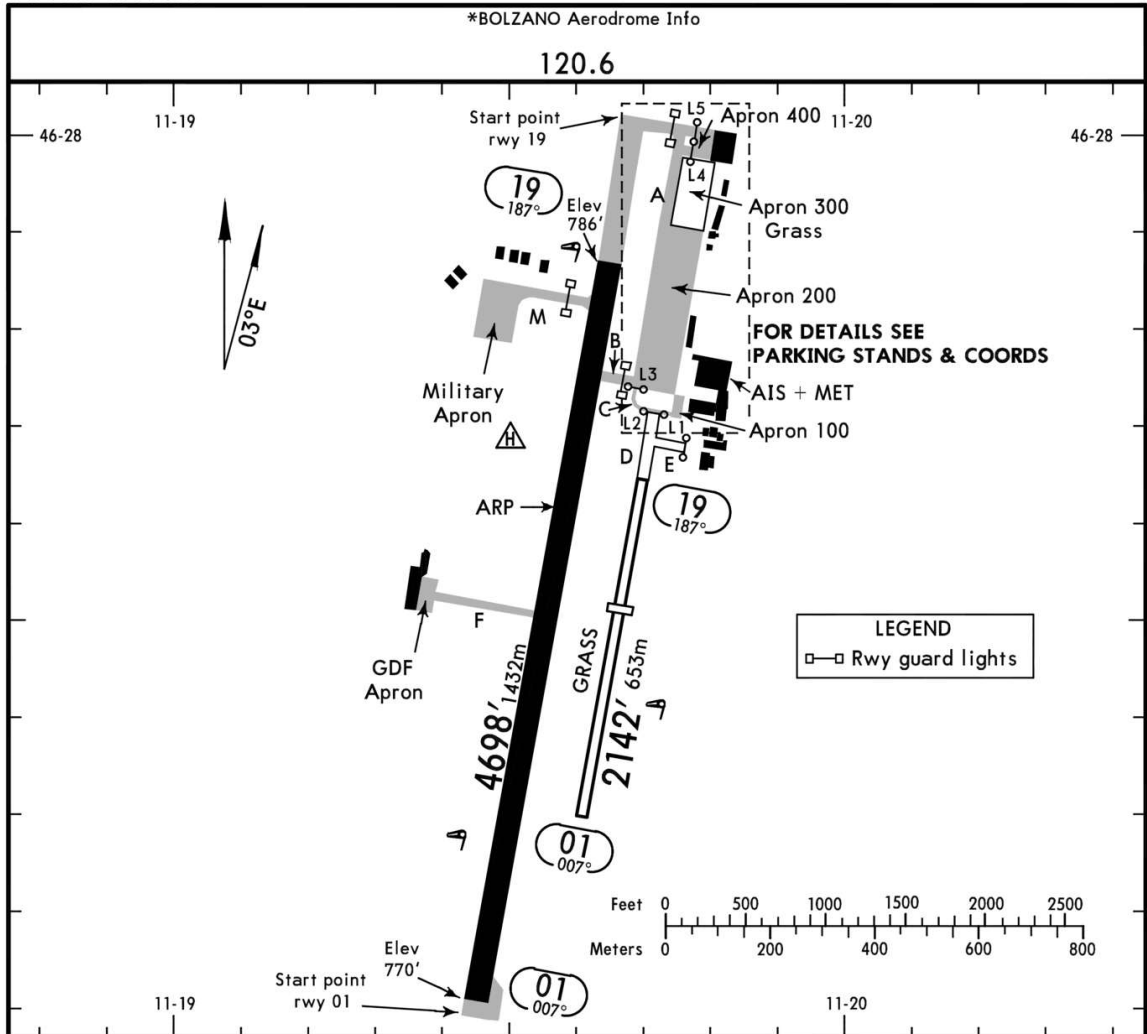 *BOLZANO Aerodrome Info
120.6
11-19
11-20
46-28
46-28
Start point
rwy 19
L5
Apron 400
L4
19
187°
A
Elev
786'
Apron 300
Grass
03°E
Apron 200
M
FOR DETAILS SEE
PARKING STANDS & COORDS
B
L3
AIS + MET
Military
Apron
C
L2
L1
Apron 100
H
D
E
ARP
19
187°
F
GRASS
LEGEND
Rwy guard lights
GDF
Apron
4698' 1432m
2142' 653m
01
007°
Feet 0 500 1000 1500 2000 2500
Meters 0 200 400 600 800
Elev
770'
Start point
rwy 01
01
007°
11-19
11-20